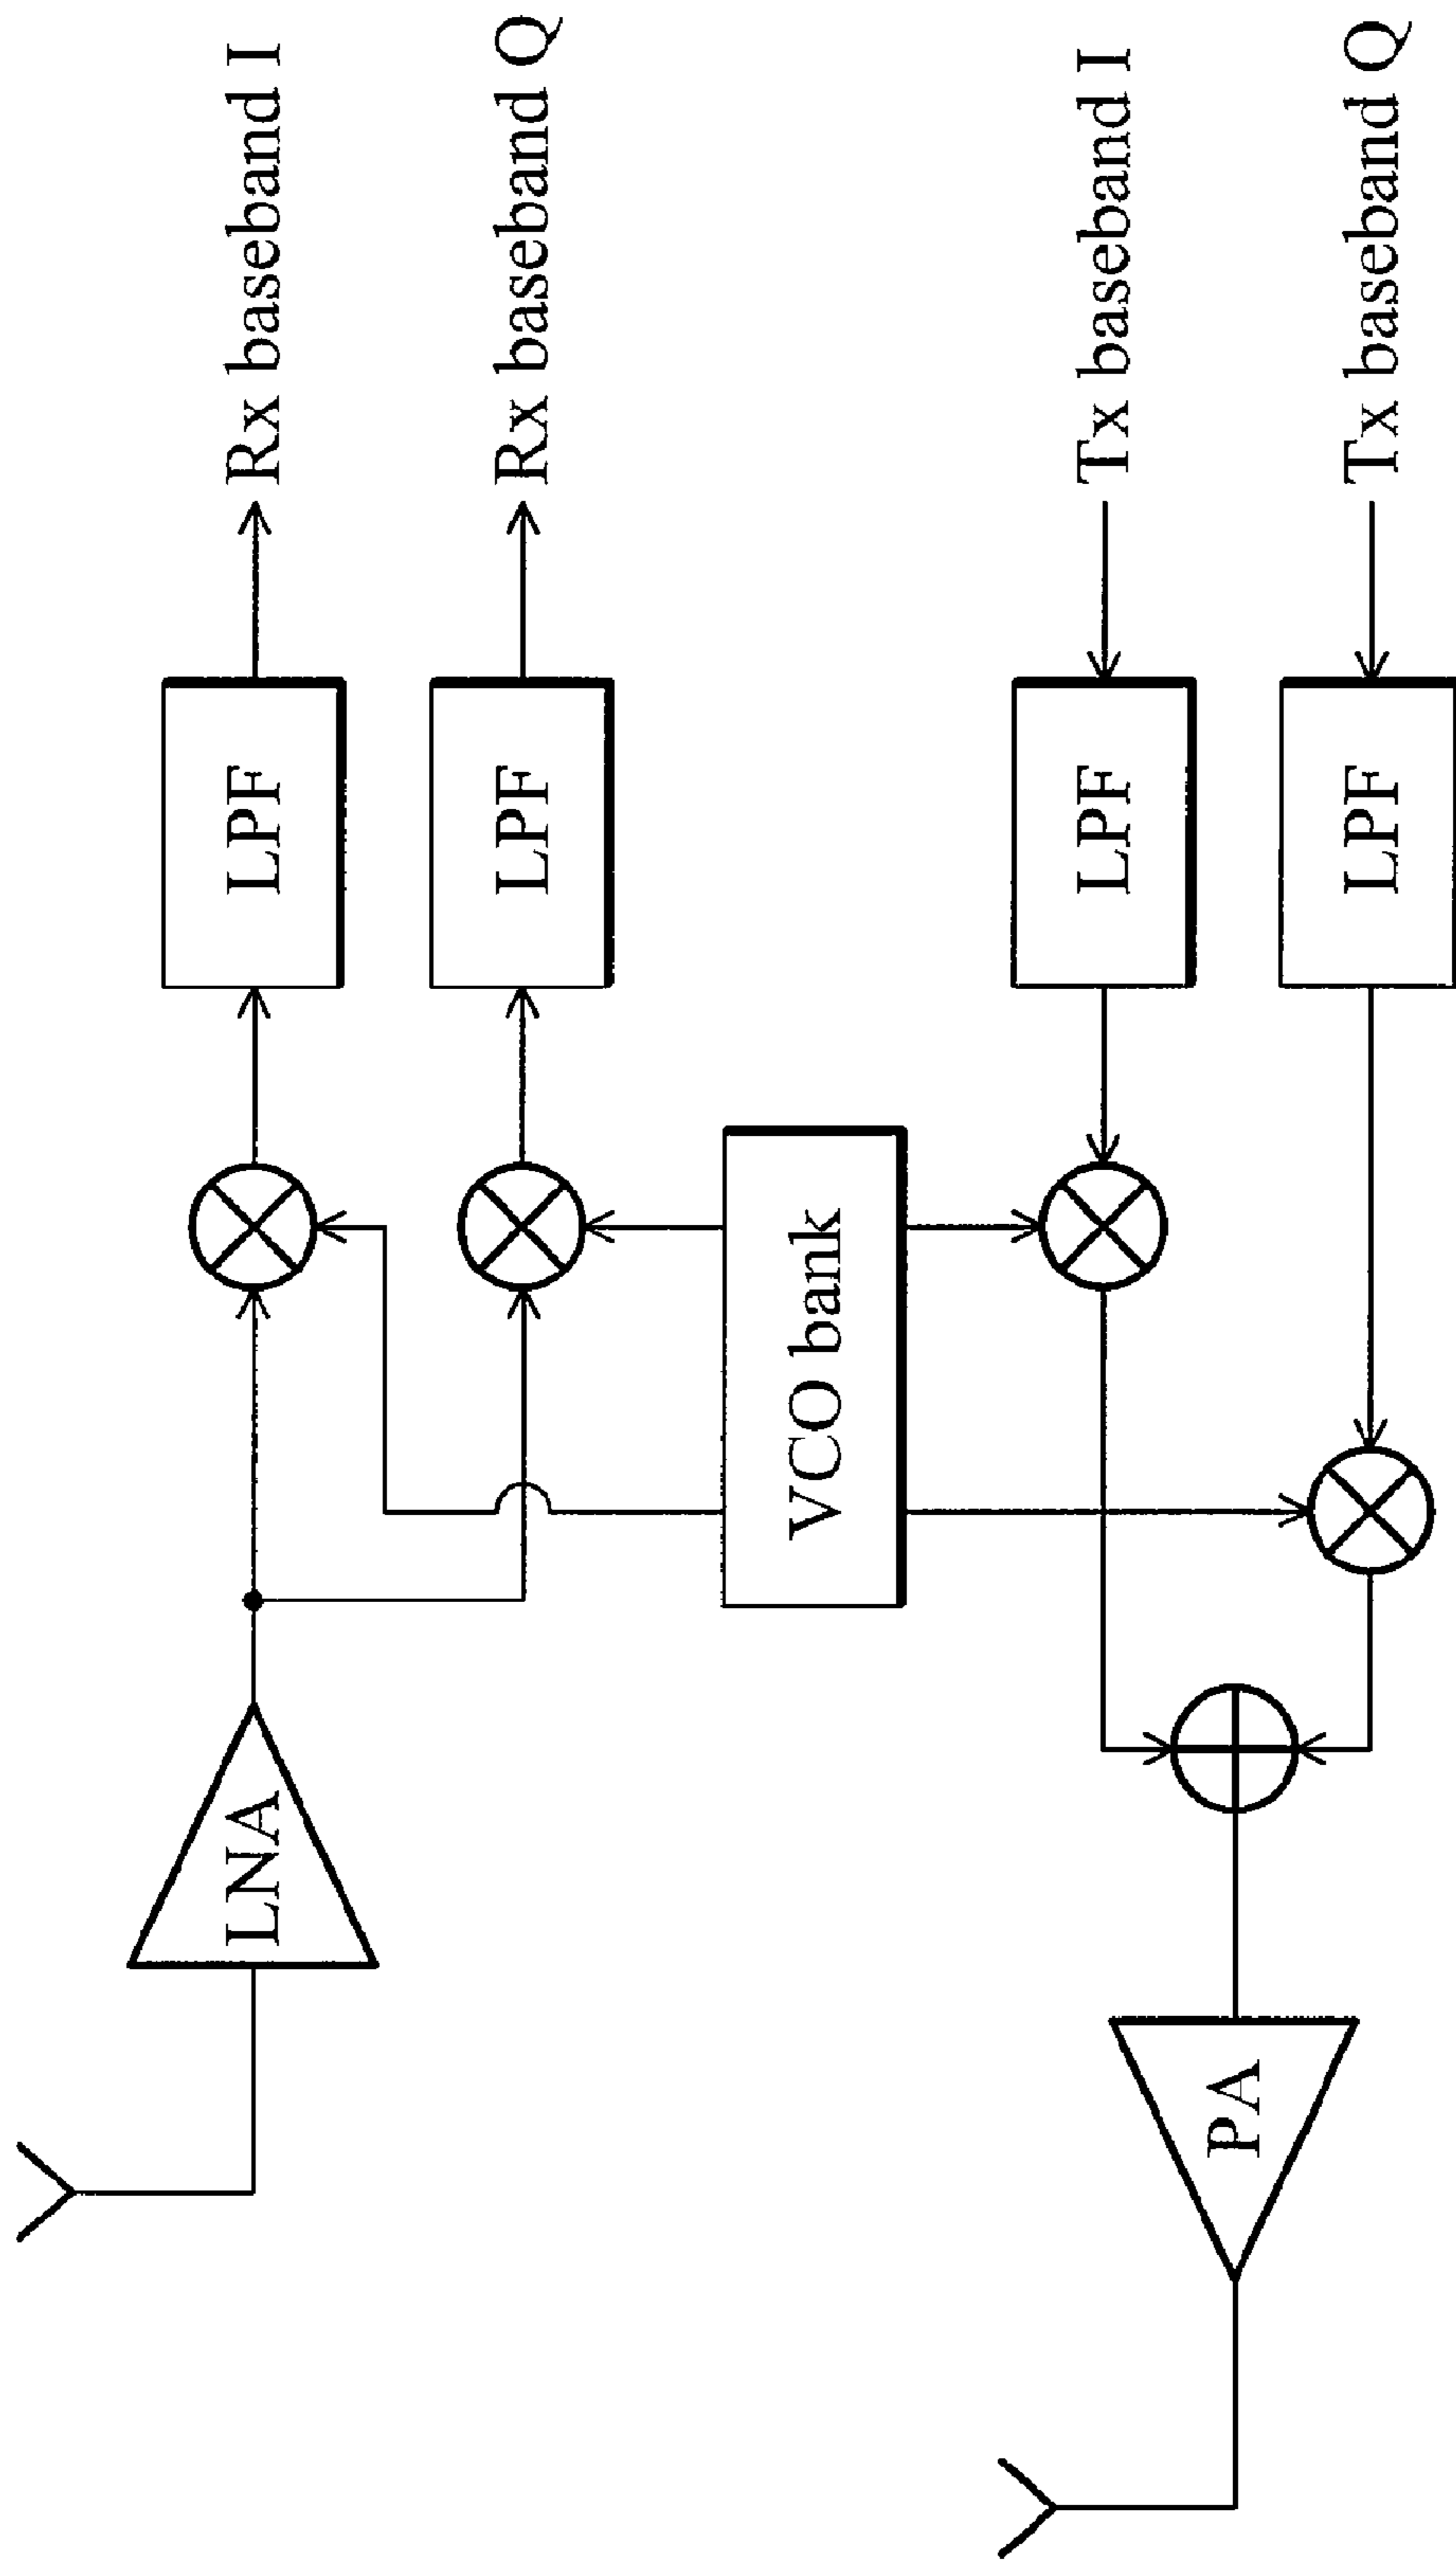 Rx baseband I
Rx baseband Q
Tx baseband I
Tx baseband Q
LPF
LPF
LPF
LPF
VCO bank
LNA
PA